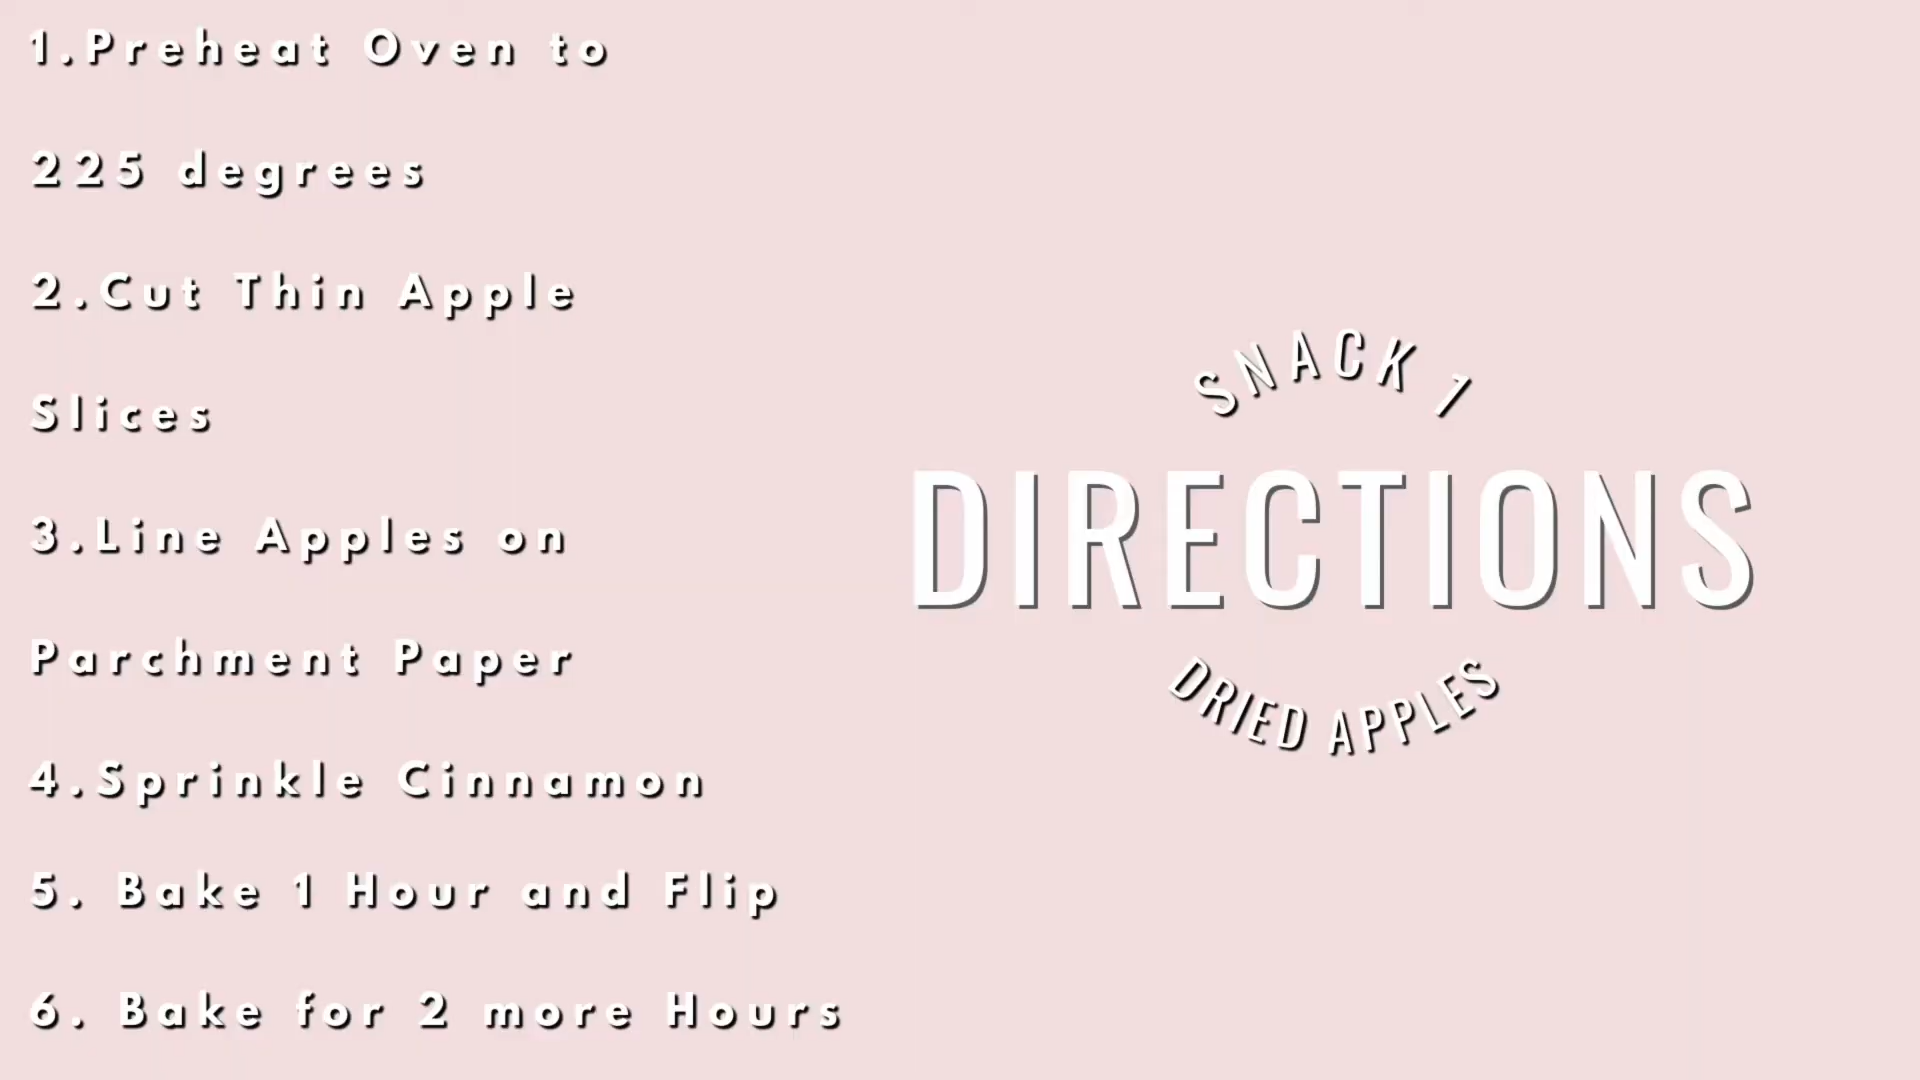 1.Preheat Oven to
225 degrees
2.Cut Thin Apple
Slices
3.Line Apples on
Parchment Paper
4.Sprinkle Cinnamon
5. Bake 1 Hour and Flip
6. Bake for 2 more Hours
SNACK 1
DIRECTIONS
DRIED APPLES